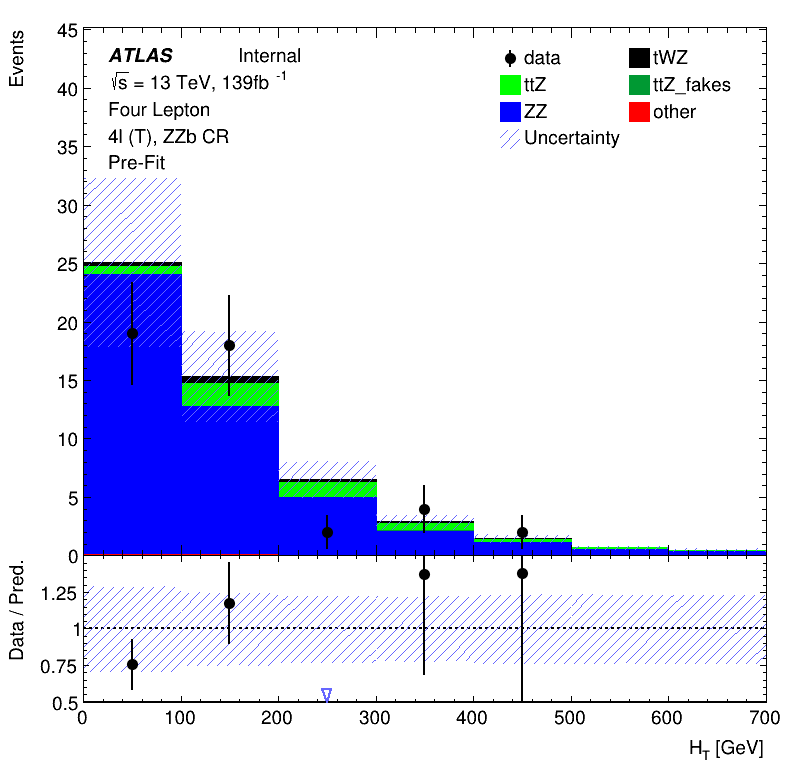 Events
45
40
35
30
25
20
15
10
5
0
ATLAS Internal
√s = 13 TeV, 139fb -1
Four Lepton
4l (T), ZZb CR
Pre-Fit
data
tWZ
ttZ
ttZ_fakes
ZZ
other
Uncertainty
Data / Pred.
1.25
1
0.75
0.5
0 100 200 300 400 500 600 700
H_T [GeV]